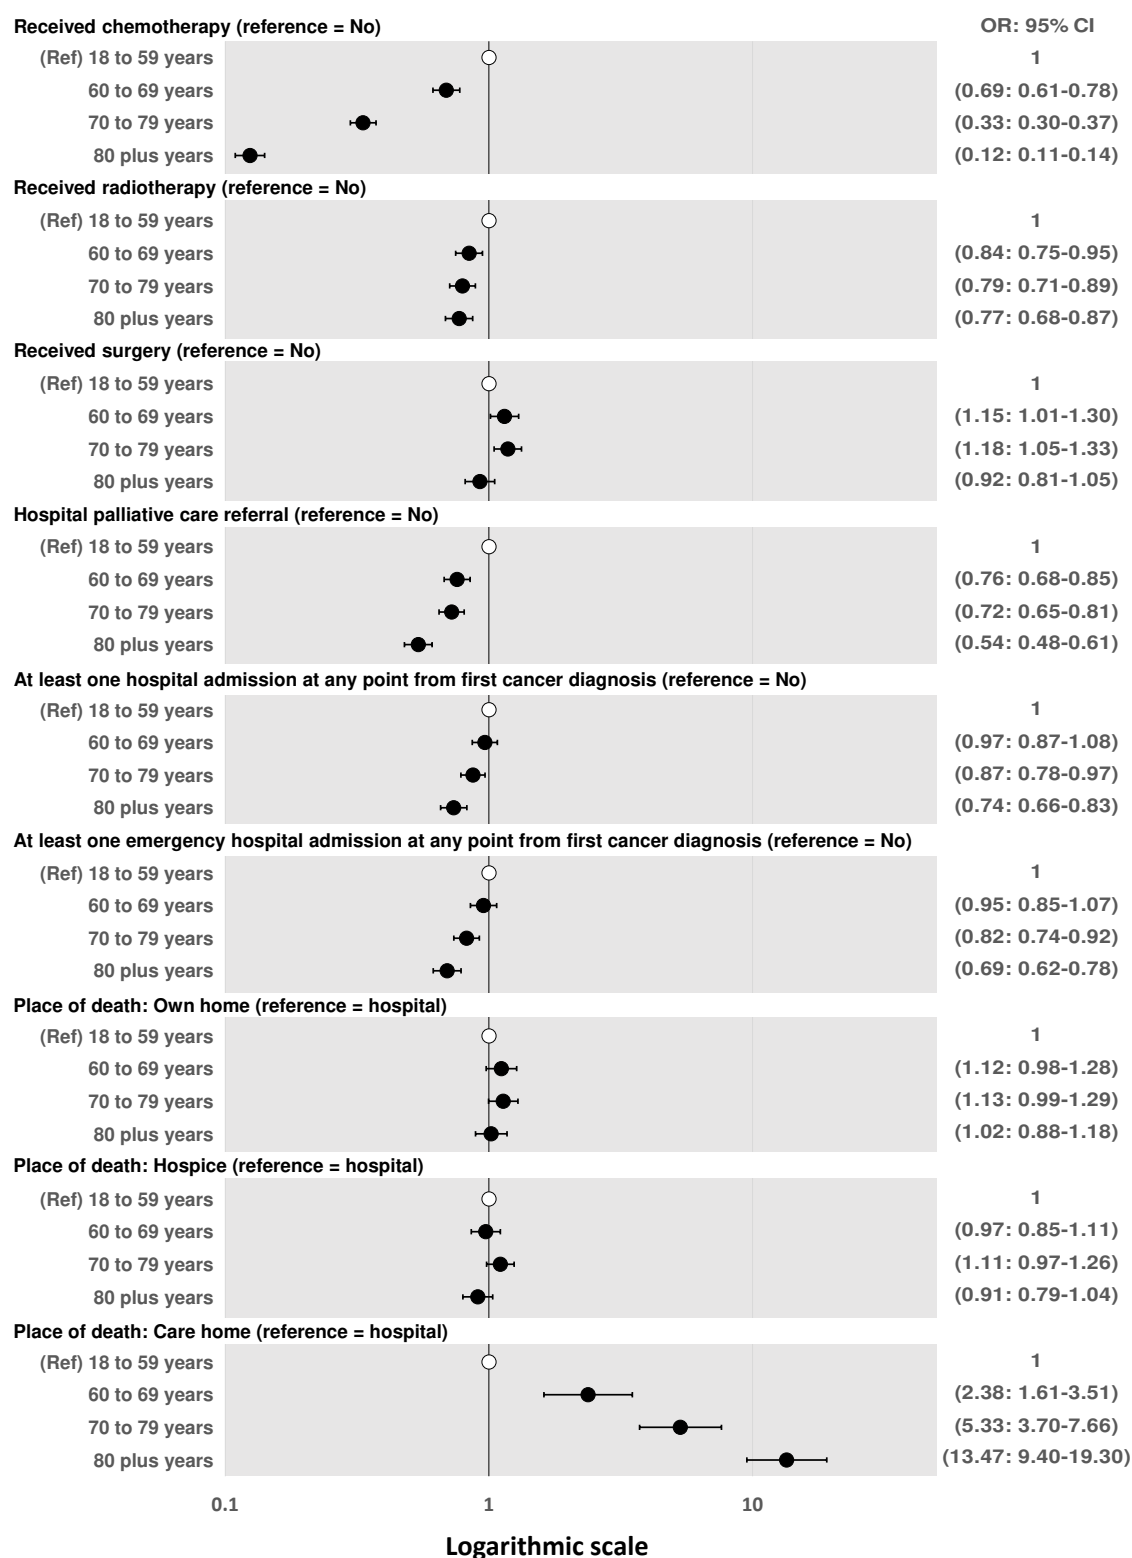 Received chemotherapy (reference = No) OR: 95% CI
(Ref) 18 to 59 years 1
60 to 69 years (0.69: 0.61-0.78)
70 to 79 years (0.33: 0.30-0.37)
80 plus years (0.12: 0.11-0.14)
Received radiotherapy (reference = No)
(Ref) 18 to 59 years 1
60 to 69 years (0.84: 0.75-0.95)
70 to 79 years (0.79: 0.71-0.89)
80 plus years (0.77: 0.68-0.87)
Received surgery (reference = No)
(Ref) 18 to 59 years 1
60 to 69 years (1.15: 1.01-1.30)
70 to 79 years (1.18: 1.05-1.33)
80 plus years (0.92: 0.81-1.05)
Hospital palliative care referral (reference = No)
(Ref) 18 to 59 years 1
60 to 69 years (0.76: 0.68-0.85)
70 to 79 years (0.72: 0.65-0.81)
80 plus years (0.54: 0.48-0.61)
At least one hospital admission at any point from first cancer diagnosis (reference = No)
(Ref) 18 to 59 years 1
60 to 69 years (0.97: 0.87-1.08)
70 to 79 years (0.87: 0.78-0.97)
80 plus years (0.74: 0.66-0.83)
At least one emergency hospital admission at any point from first cancer diagnosis (reference = No)
(Ref) 18 to 59 years 1
60 to 69 years (0.95: 0.85-1.07)
70 to 79 years (0.82: 0.74-0.92)
80 plus years (0.69: 0.62-0.78)
Place of death: Own home (reference = hospital)
(Ref) 18 to 59 years 1
60 to 69 years (1.12: 0.98-1.28)
70 to 79 years (1.13: 0.99-1.29)
80 plus years (1.02: 0.88-1.18)
Place of death: Hospice (reference = hospital)
(Ref) 18 to 59 years 1
60 to 69 years (0.97: 0.85-1.11)
70 to 79 years (1.11: 0.97-1.26)
80 plus years (0.91: 0.79-1.04)
Place of death: Care home (reference = hospital)
(Ref) 18 to 59 years 1
60 to 69 years (2.38: 1.61-3.51)
70 to 79 years (5.33: 3.70-7.66)
80 plus years (13.47: 9.40-19.30)
0.1 1 10
Logarithmic scale